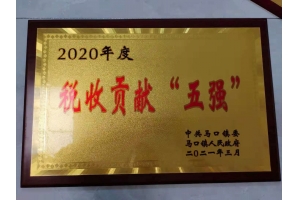 2020年度
税收贡献“五强”
中共马口镇委
马口镇人民政府
二〇二一年三月